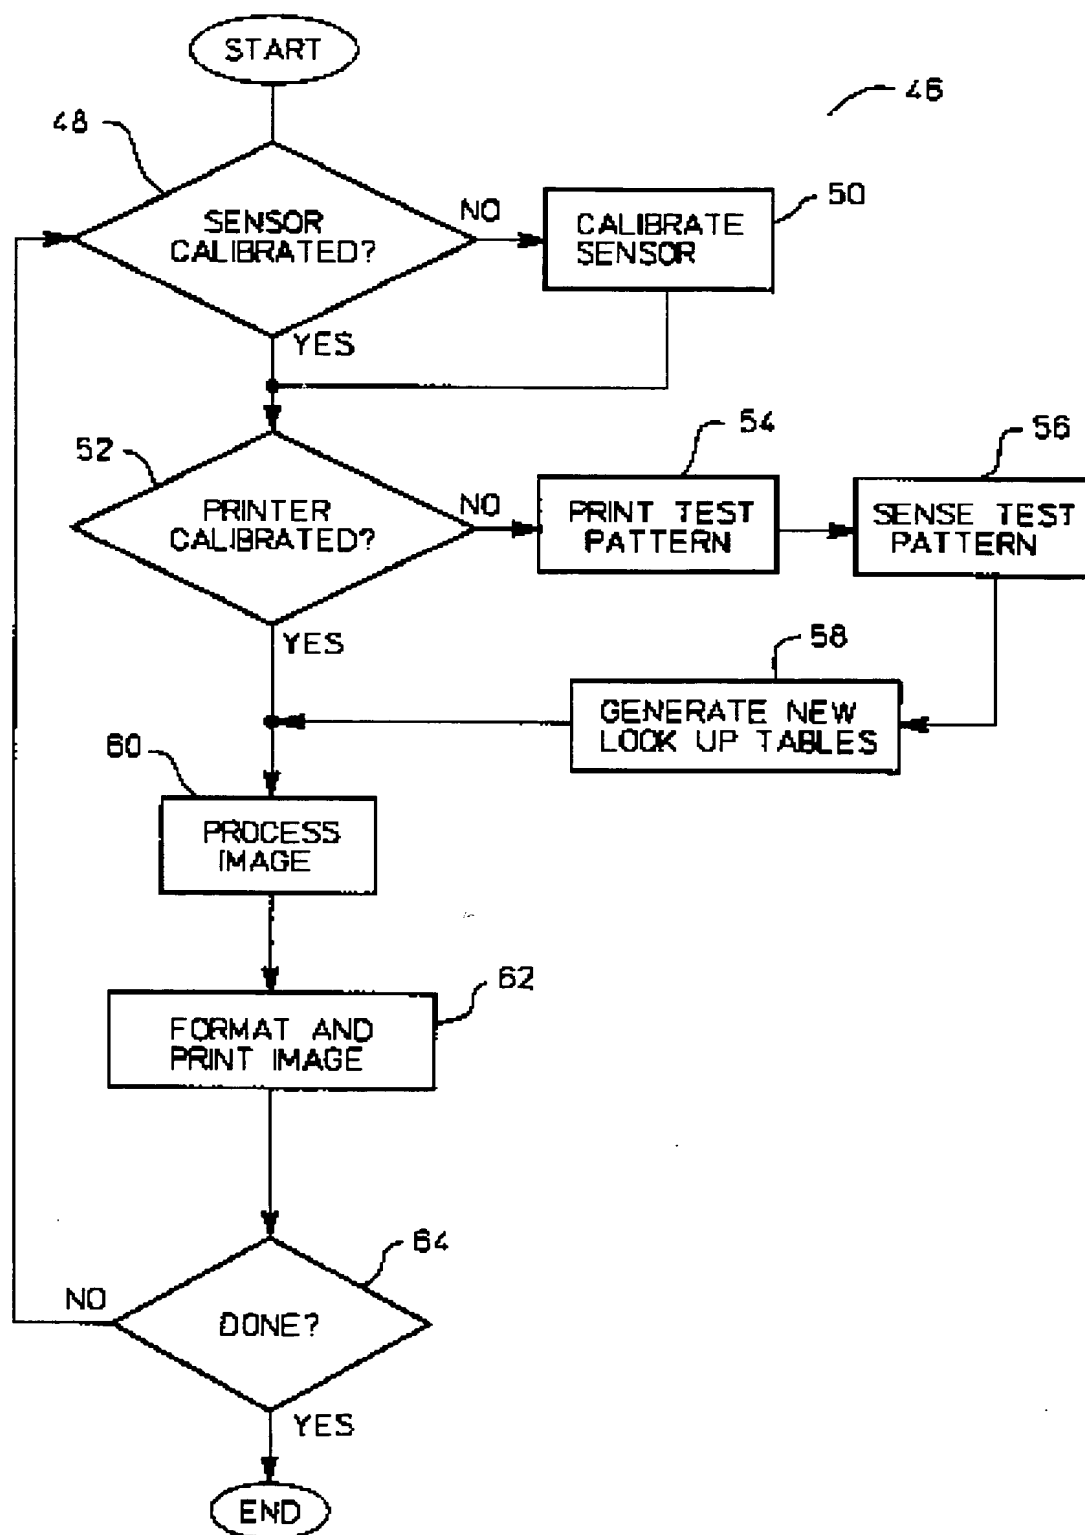 START
46
48
SENSOR
CALIBRATED?
NO
50
CALIBRATE
SENSOR
YES
52
PRINTER
CALIBRATED?
NO
54
PRINT TEST
PATTERN
56
SENSE TEST
PATTERN
YES
58
GENERATE NEW
LOOK UP TABLES
60
PROCESS
IMAGE
62
FORMAT AND
PRINT IMAGE
64
NO
DONE?
YES
END